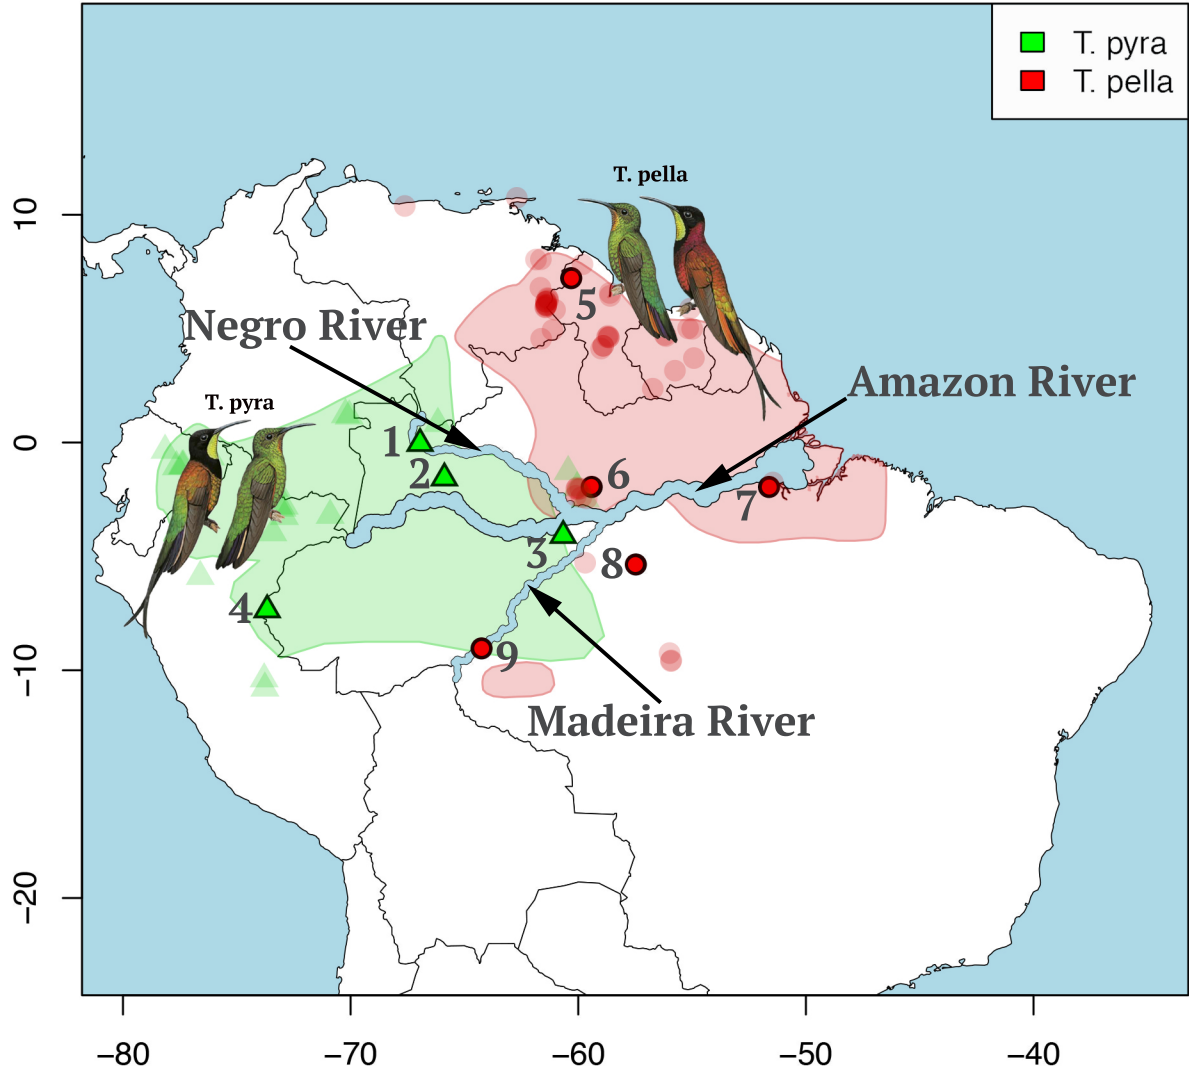 T. pyra
T. pella
T. pella
10
5
Negro River
Amazon River
T. pyra
0
1
2
6
7
3
8
4
9
−10
Madeira River
−20
−80
−70
−60
−50
−40